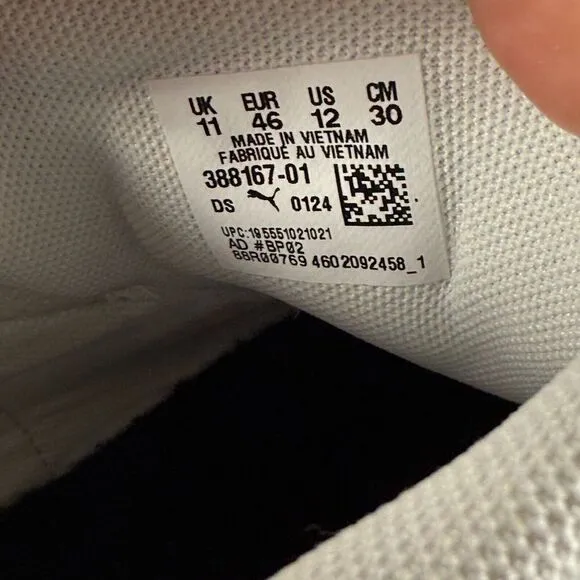 UK EUR US CM
11 46 12 30
MADE IN VIETNAM
FABRIQUÉ AU VIETNAM
388167-01
DS 0124
UPC:195551021021
AD #BP02
BBR00769 4602092458_1